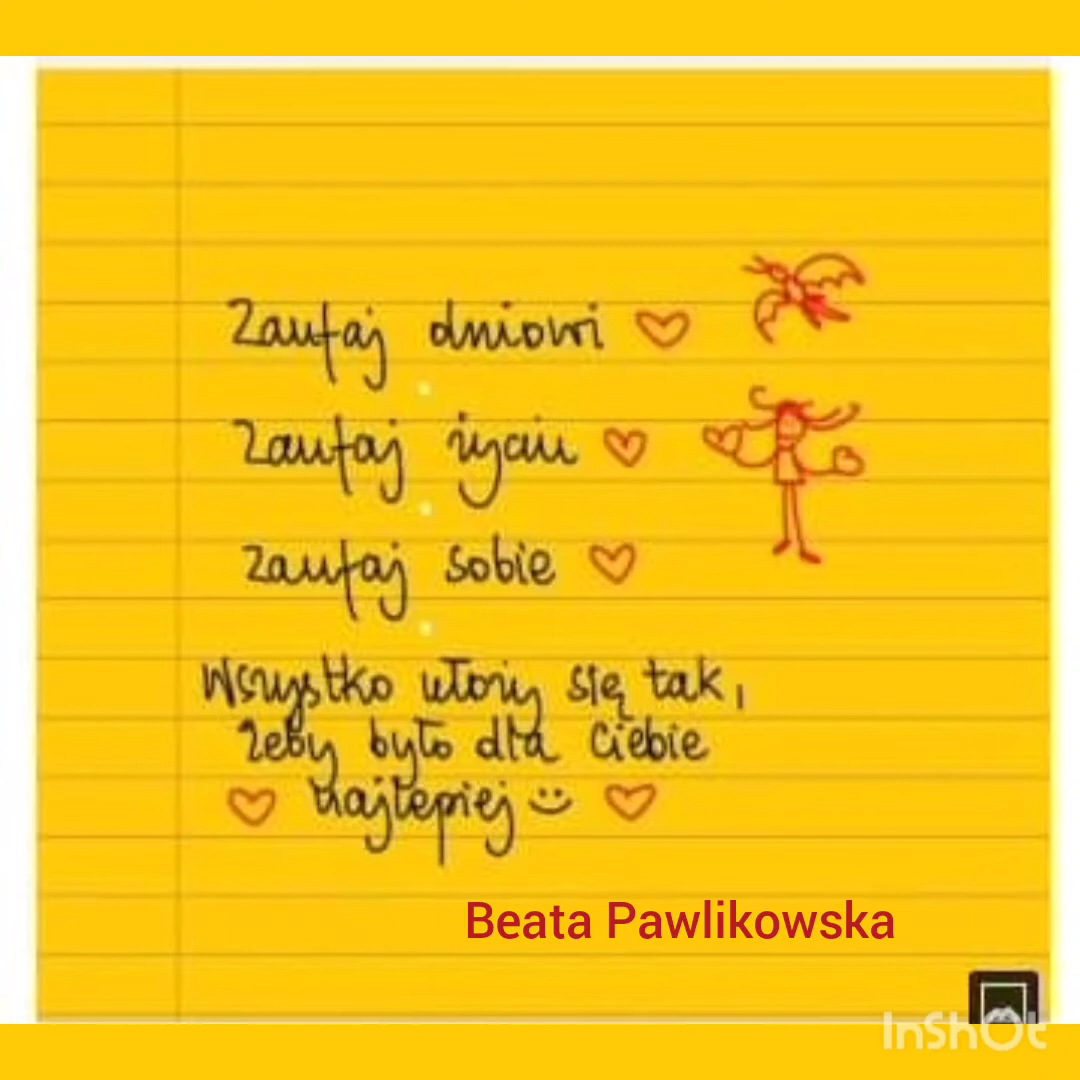 Zaufaj dniowi
Zaufaj życiu
Zaufaj sobie
Wszystko ułoży się tak,
żeby było dla Ciebie
najlepiej :)
Beata Pawlikowska
InShOt